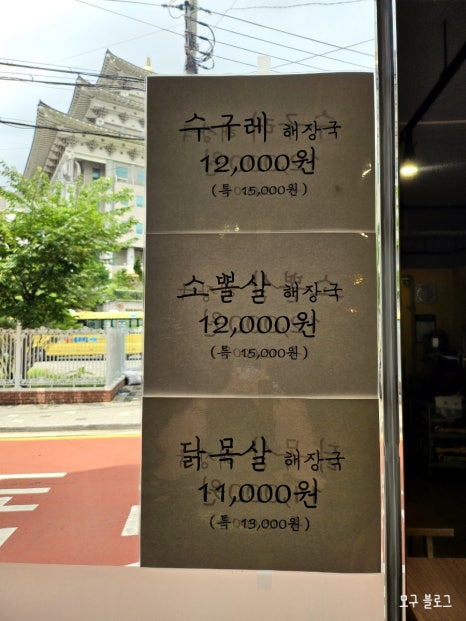 수구레 해장국
12,000원
(특 15,000원)
소뽈살 해장국
12,000원
(특 15,000원)
닭목살 해장국
11,000원
(특 13,000원)
모구 블로그